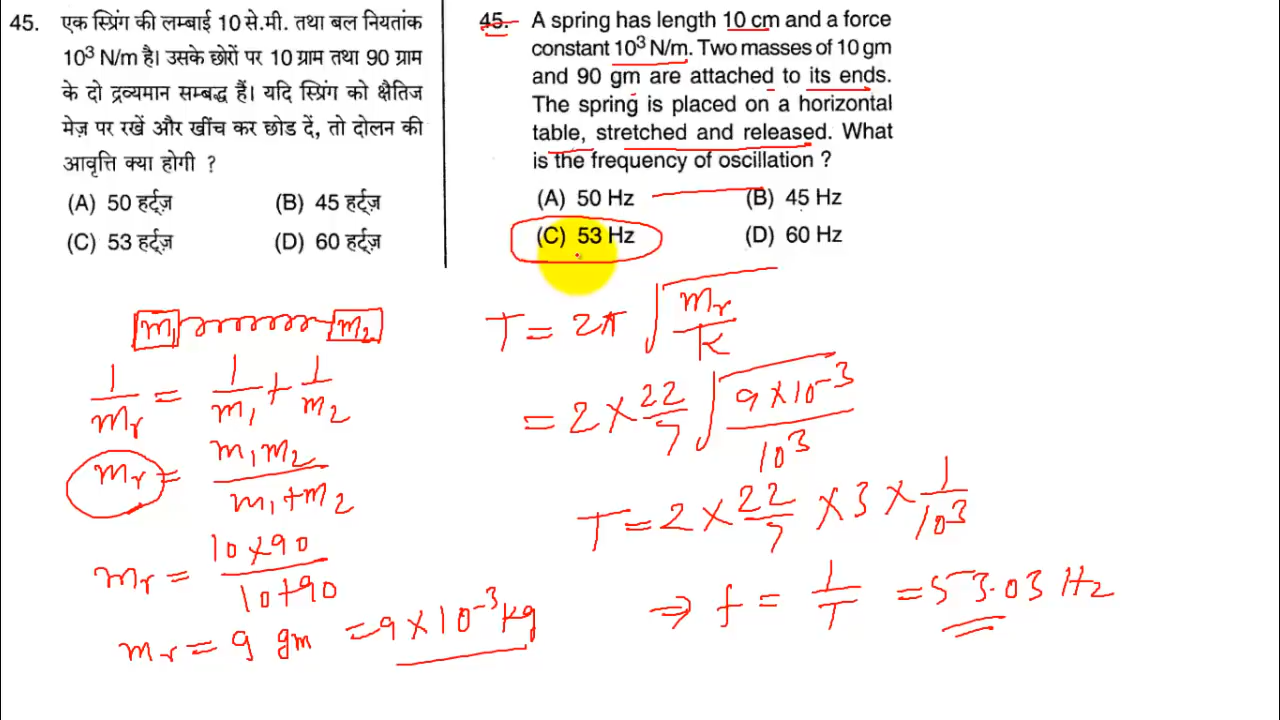 45. एक स्प्रिंग की लम्बाई 10 से.मी. तथा बल नियतांक
10³ N/m है। उसके छोरों पर 10 ग्राम तथा 90 ग्राम
के दो द्रव्यमान सम्बद्ध हैं। यदि स्प्रिंग को क्षैतिज
मेज़ पर रखें और खींच कर छोड दें, तो दोलन की
आवृत्ति क्या होगी ?
(A) 50 हर्ट्ज़ (B) 45 हर्ट्ज़
(C) 53 हर्ट्ज़ (D) 60 हर्ट्ज़
45. A spring has length 10 cm and a force
constant 10³ N/m. Two masses of 10 gm
and 90 gm are attached to its ends.
The spring is placed on a horizontal
table, stretched and released. What
is the frequency of oscillation ?
(A) 50 Hz (B) 45 Hz
(C) 53 Hz (D) 60 Hz
m₁ m₂
1/mr = 1/m₁ + 1/m₂
mr = m₁m₂/m₁+m₂
mr = 10×90/10+90
mr = 9 gm = 9×10⁻³ kg
T = 2π √mr/K
= 2 × 22/7 √9×10⁻³/10³
T = 2 × 22/7 × 3 × 1/10³
⇒ f = 1/T = 53.03 Hz